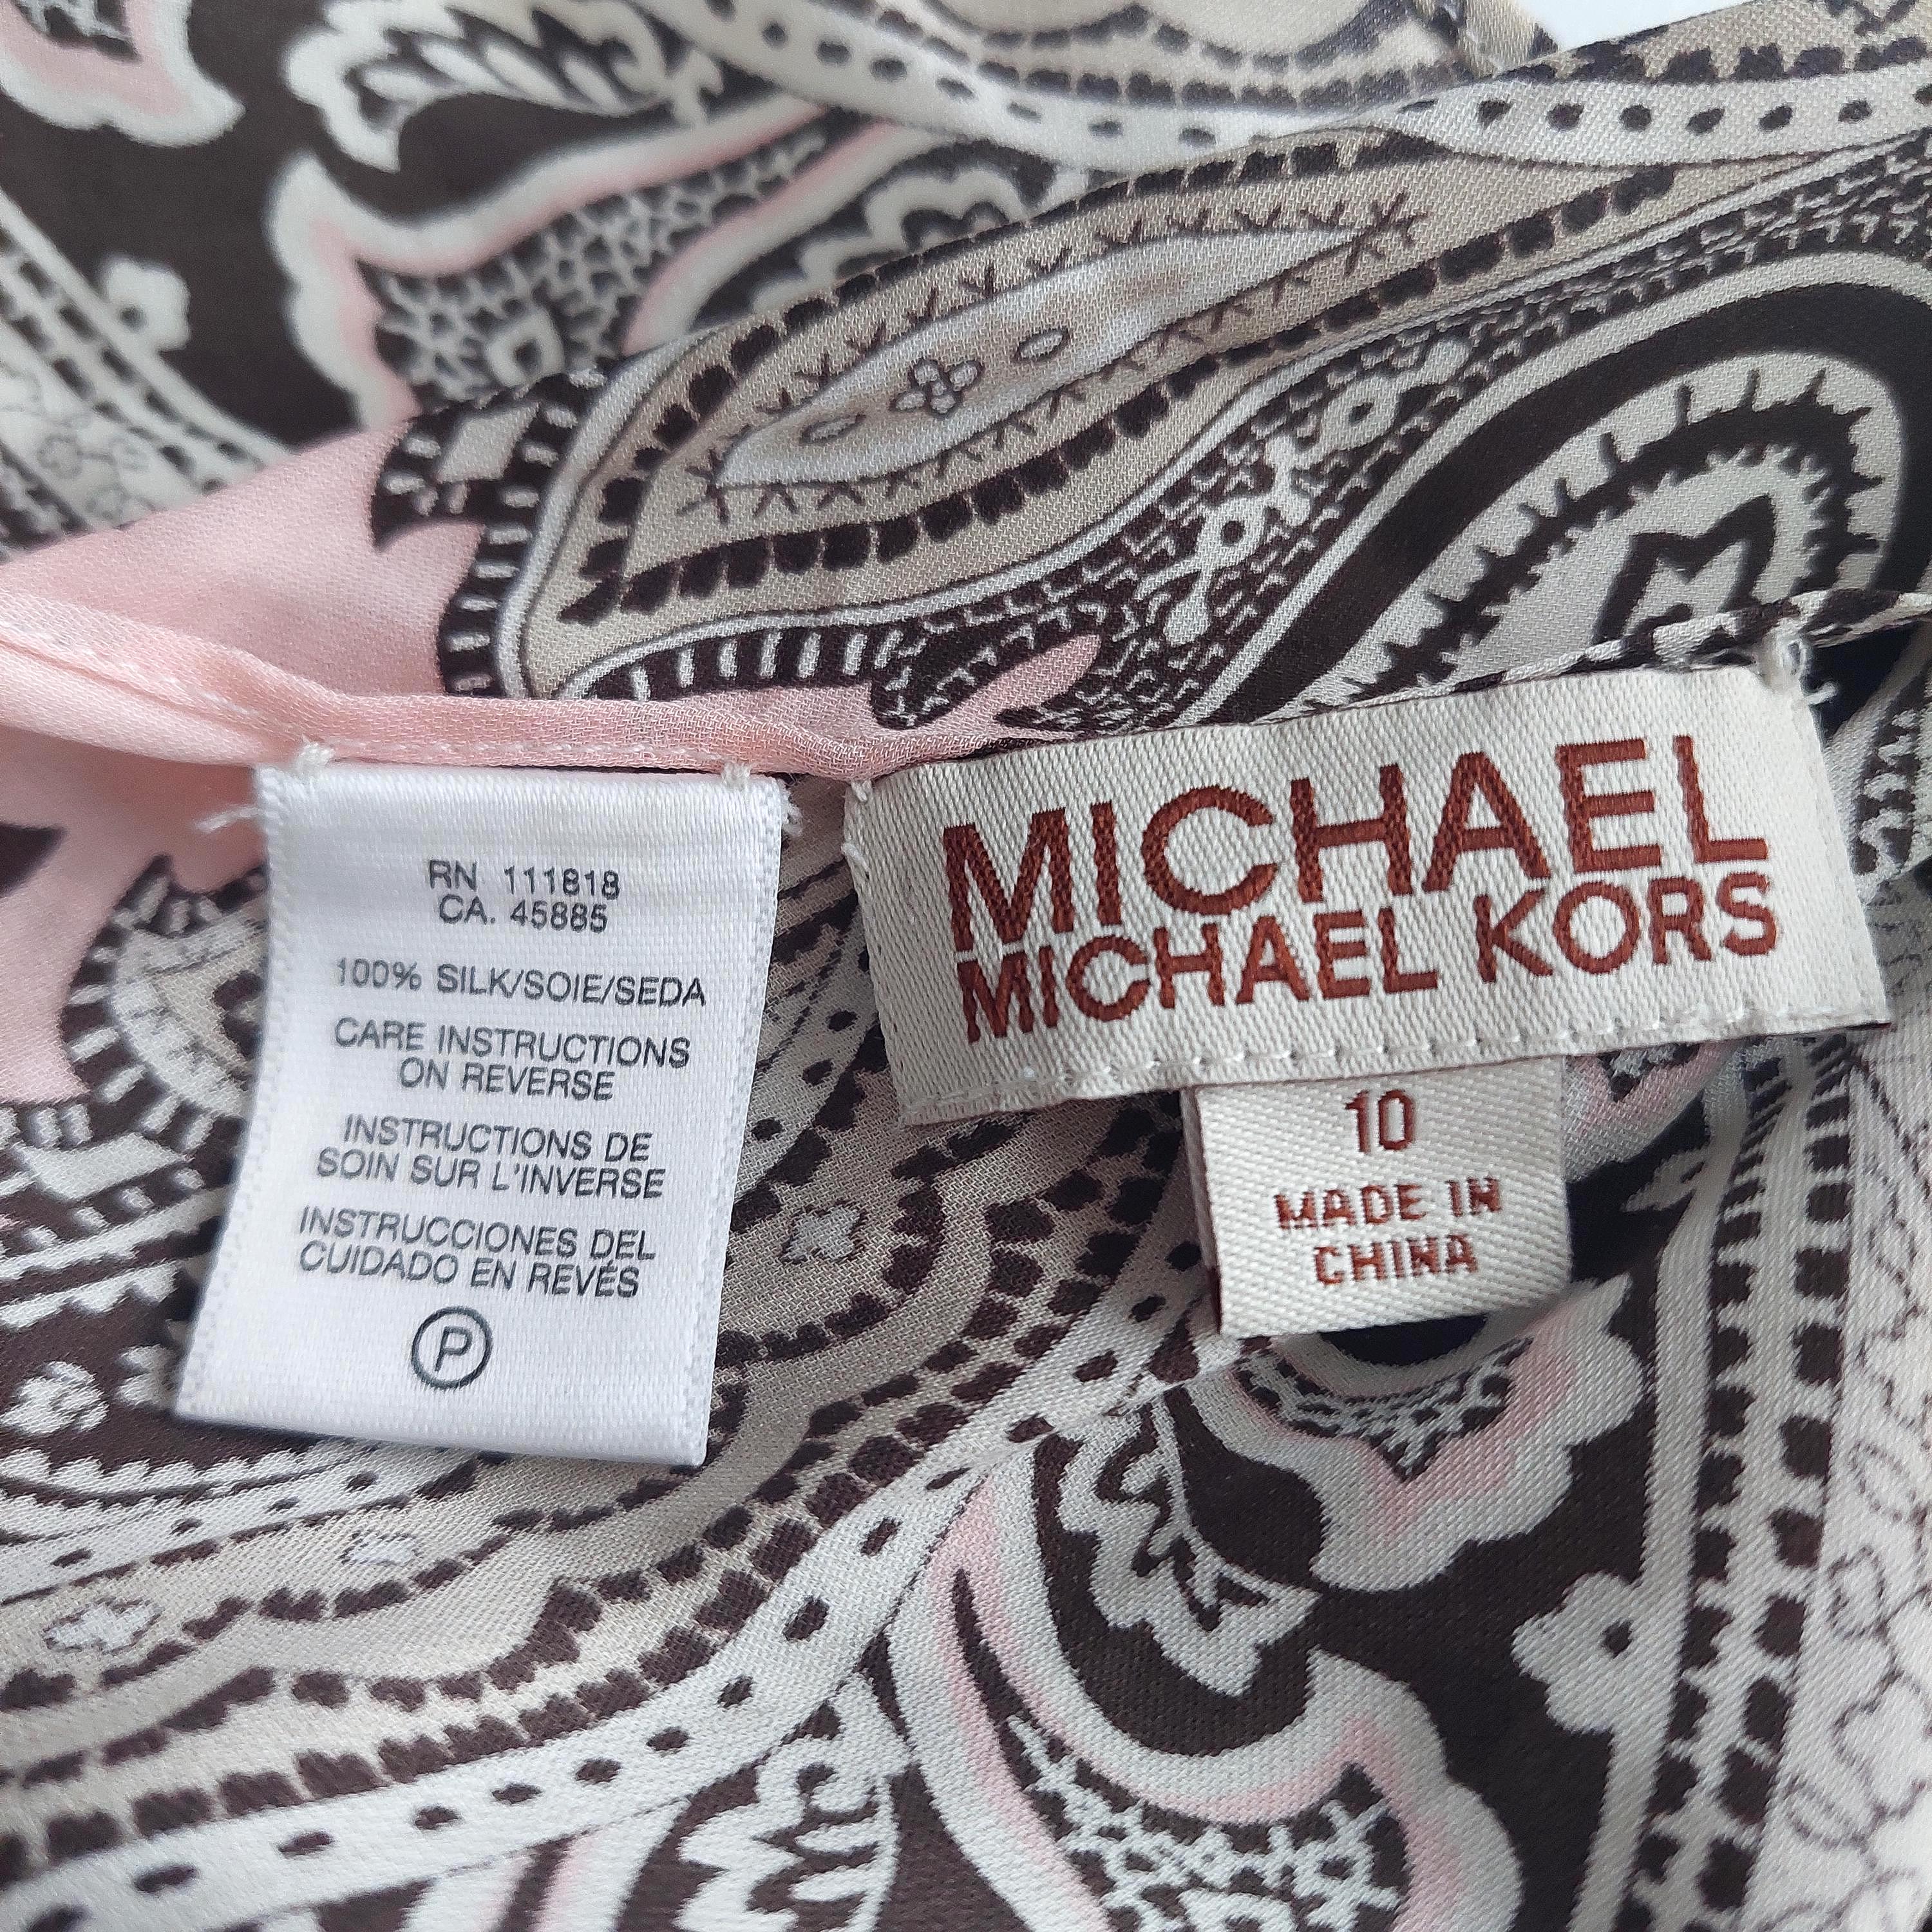 RN 111818
CA. 45885
100% SILK/SOIE/SEDA
CARE INSTRUCTIONS
ON REVERSE
INSTRUCTIONS DE
SOIN SUR L'INVERSE
INSTRUCCIONES DEL
CUIDADO EN REVÉS
P
MICHAEL
MICHAEL KORS
10
MADE IN
CHINA